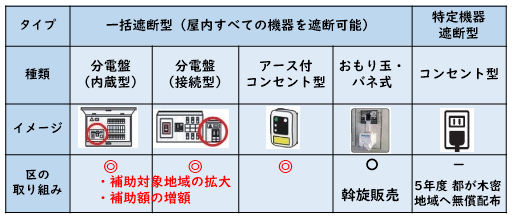 タイプ
一括遮断型（屋内すべての機器を遮断可能）
特定機器
遮断型
種類
分電盤
（内蔵型）
分電盤
（接続型）
アース付
コンセント型
おもり玉・
バネ式
コンセント型
イメージ
区の
取り組み
◎
◎
◎
・補助対象地域の拡大
・補助額の増額
○
斡旋販売
－
5年度 都が木密
地域へ無償配布